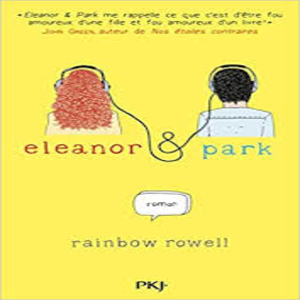 « Eleanor & Park me rappelle ce que c'est d'être fou
amoureux d'une fille et fou amoureux d'un livre. »
John Green, auteur de Nos étoiles contraires
eleanor & park
roman
rainbow rowell
PKJ.